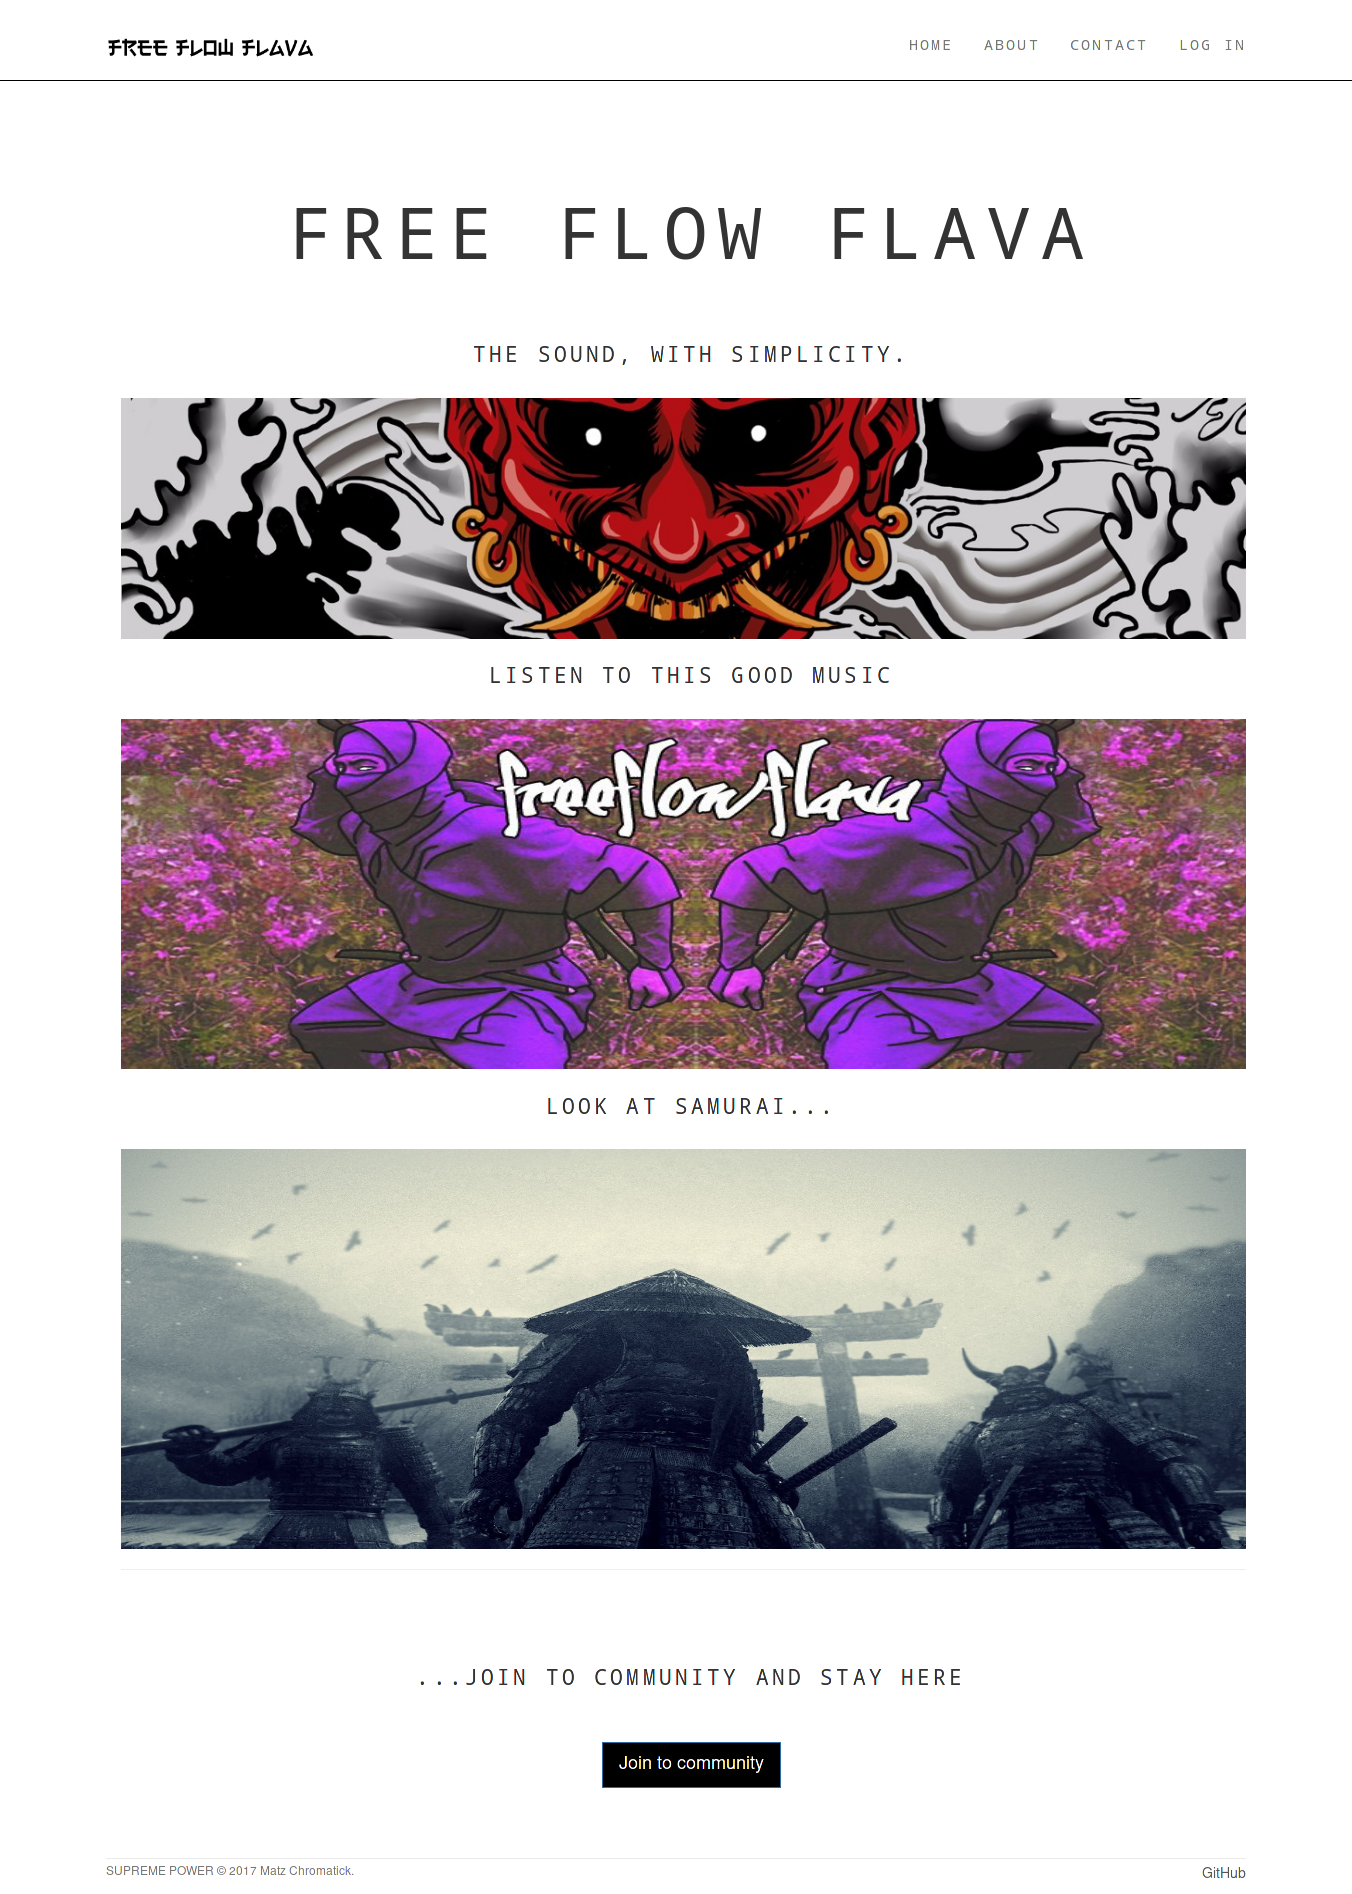 FREE FLOW FLAVA
HOME ABOUT CONTACT LOG IN
FREE FLOW FLAVA
THE SOUND, WITH SIMPLICITY.
LISTEN TO THIS GOOD MUSIC
freeflowflava
LOOK AT SAMURAI...
...JOIN TO COMMUNITY AND STAY HERE
Join to community
SUPREME POWER © 2017 Matz Chromatick.
GitHub